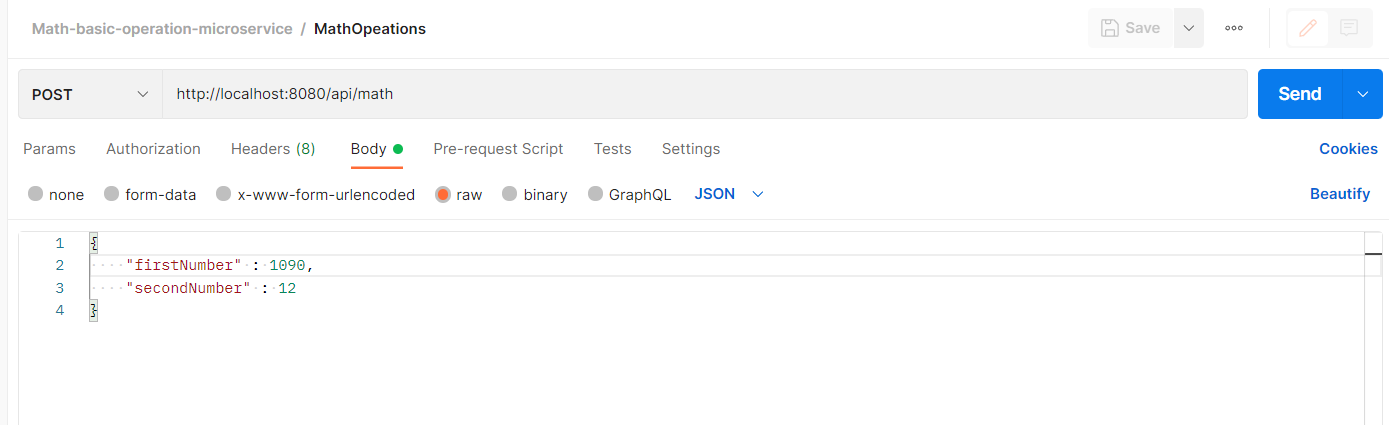 Math-basic-operation-microservice / MathOpeations
Save
POST
http://localhost:8080/api/math
Send
Params Authorization Headers (8) Body Pre-request Script Tests Settings Cookies
none form-data x-www-form-urlencoded raw binary GraphQL JSON Beautify
1 {
2 "firstNumber" : 1090,
3 "secondNumber" : 12
4 }